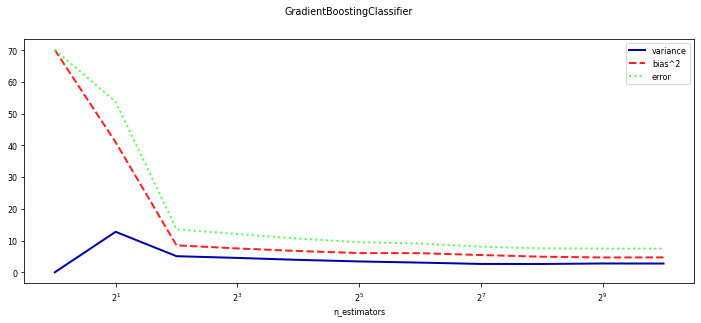 GradientBoostingClassifier
variance
bias^2
error
70
60
50
40
30
20
10
0
2^1 2^3 2^5 2^7 2^9
n_estimators